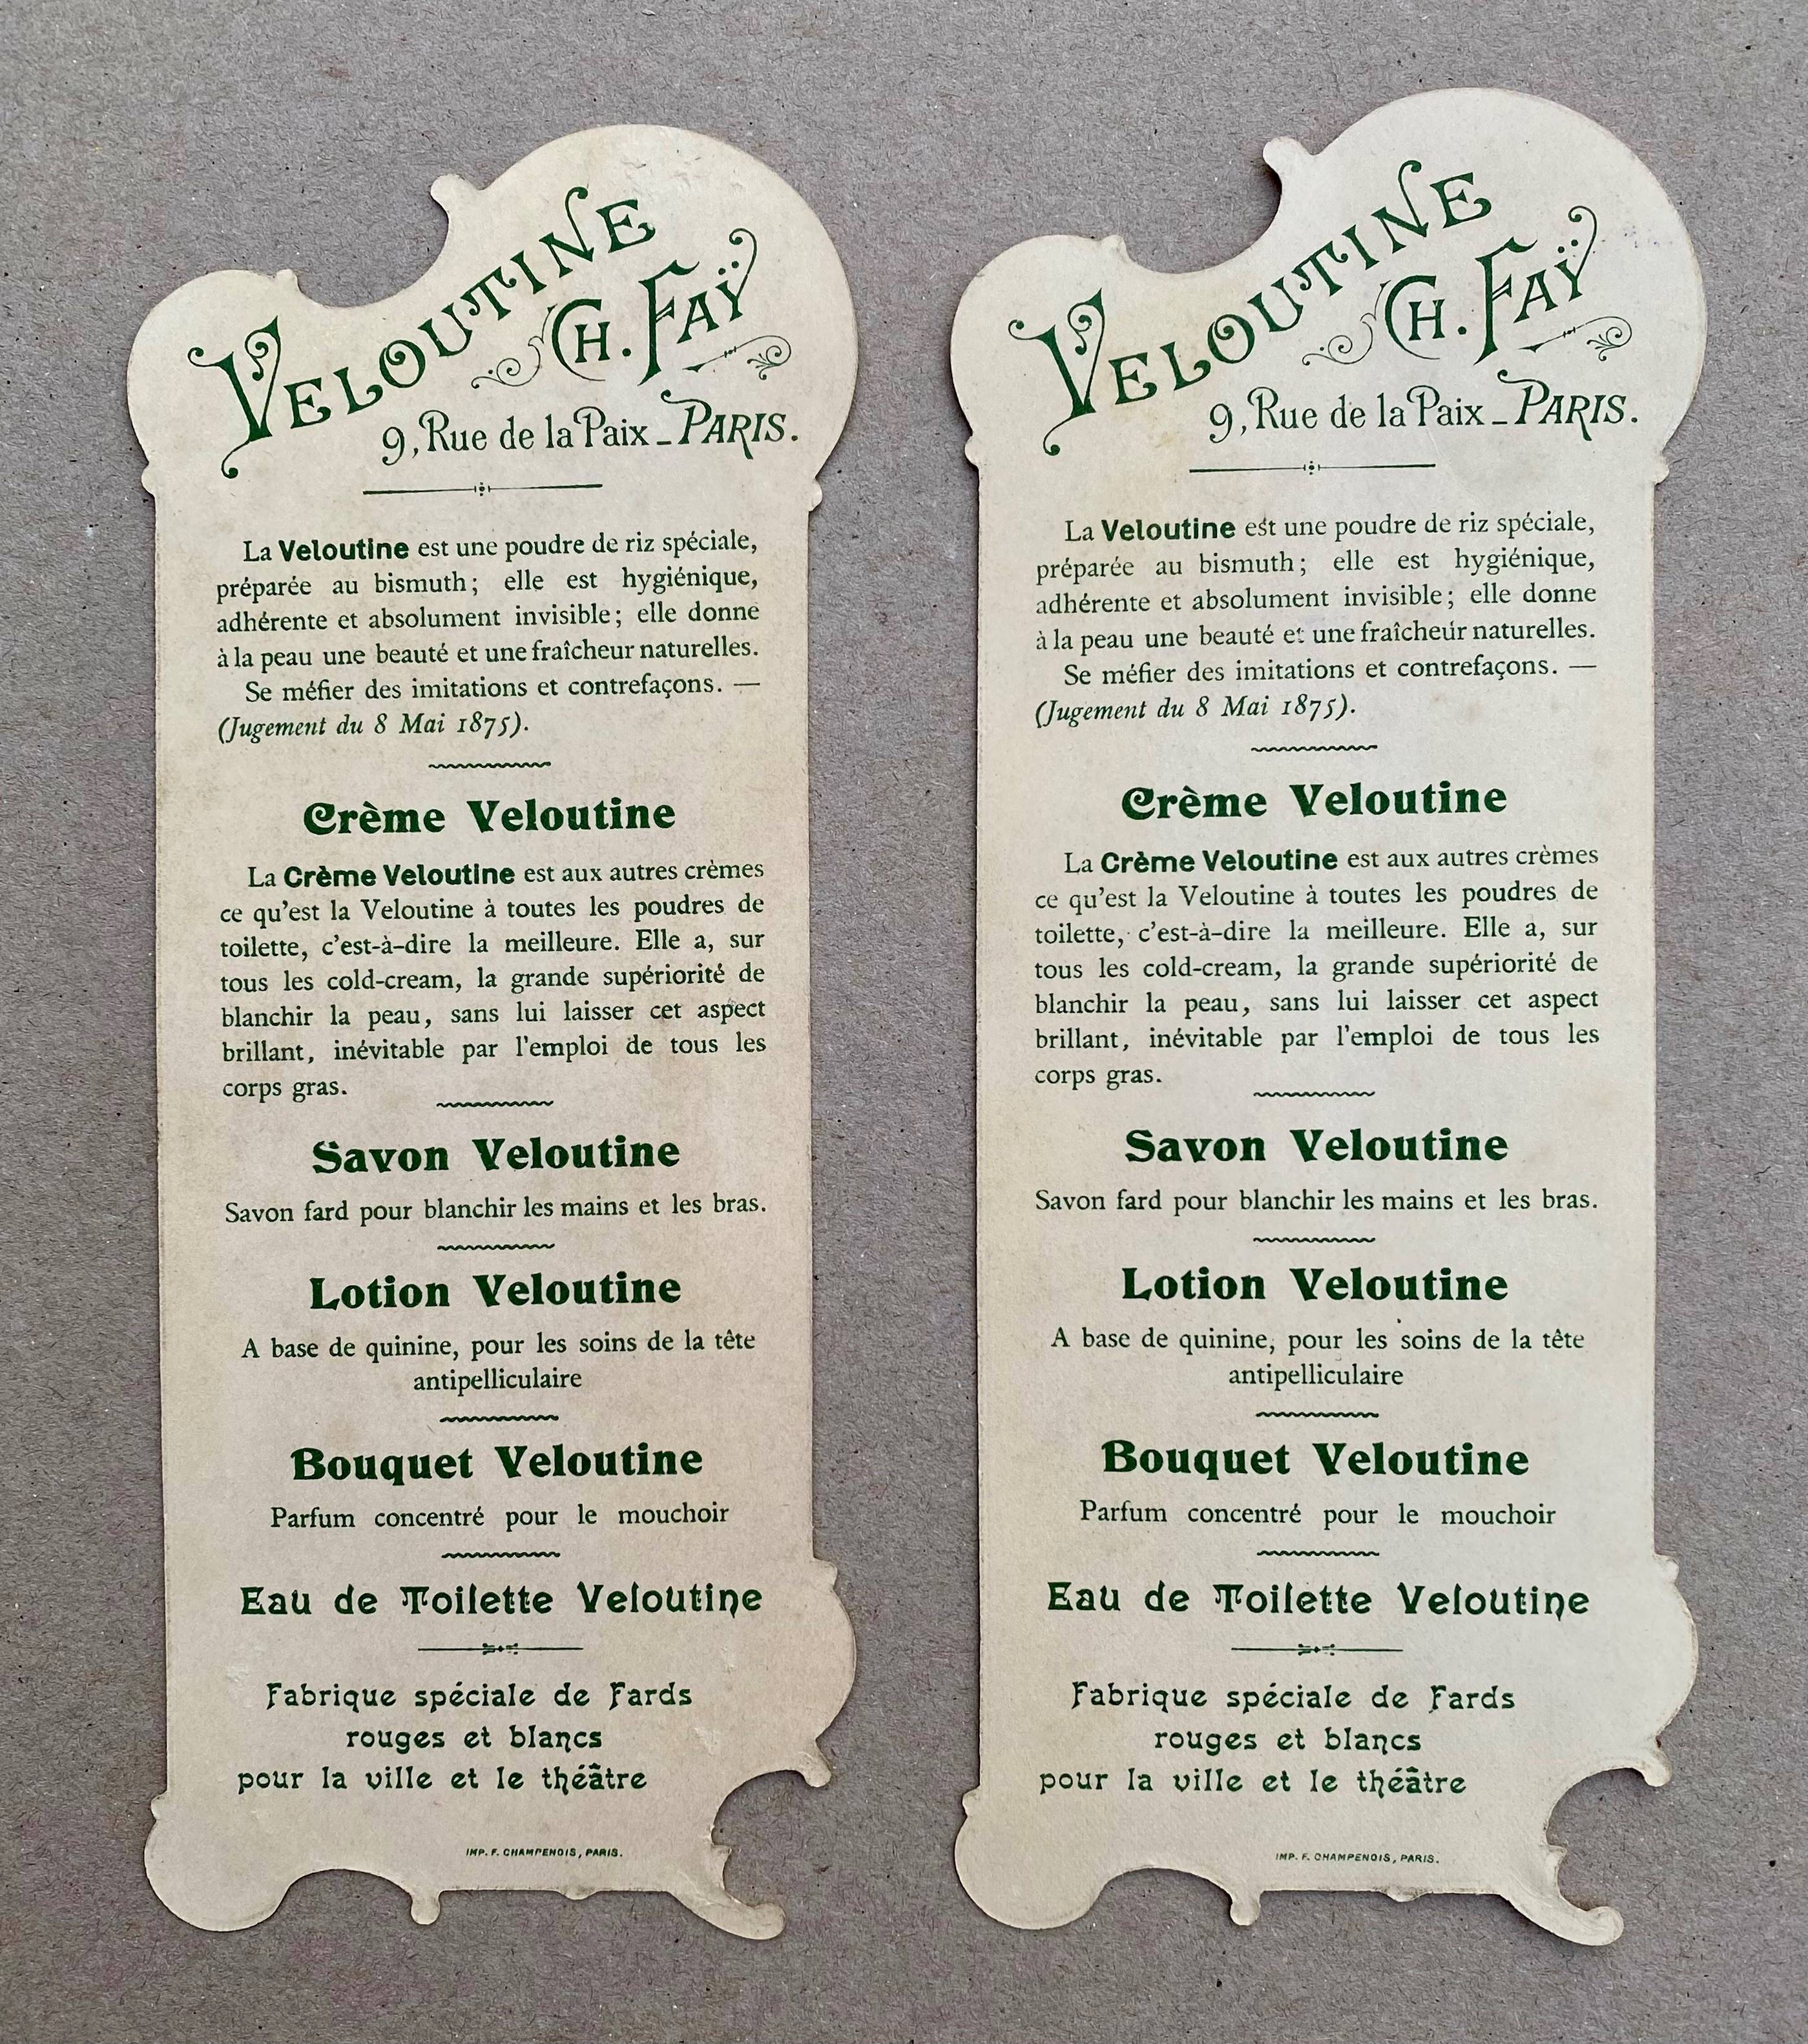 VELOUTINE
CH. FAŸ
9, Rue de la Paix _ PARIS.
La Veloutine est une poudre de riz spéciale,
préparée au bismuth; elle est hygiénique,
adhérente et absolument invisible; elle donne
à la peau une beauté et une fraîcheur naturelles.
Se méfier des imitations et contrefaçons. —
(Jugement du 8 Mai 1875).
Crème Veloutine
La Crème Veloutine est aux autres crèmes
ce qu'est la Veloutine à toutes les poudres de
toilette, c'est-à-dire la meilleure. Elle a, sur
tous les cold-cream, la grande supériorité de
blanchir la peau, sans lui laisser cet aspect
brillant, inévitable par l'emploi de tous les
corps gras.
Savon Veloutine
Savon fard pour blanchir les mains et les bras.
Lotion Veloutine
A base de quinine, pour les soins de la tête
antipelliculaire
Bouquet Veloutine
Parfum concentré pour le mouchoir
Eau de Toilette Veloutine
Fabrique spéciale de Fards
rouges et blancs
pour la ville et le théâtre
IMP. F. CHAMPENOIS, PARIS.
VELOUTINE
CH. FAŸ
9, Rue de la Paix _ PARIS.
La Veloutine est une poudre de riz spéciale,
préparée au bismuth; elle est hygiénique,
adhérente et absolument invisible; elle donne
à la peau une beauté et une fraîcheur naturelles.
Se méfier des imitations et contrefaçons. —
(Jugement du 8 Mai 1875).
Crème Veloutine
La Crème Veloutine est aux autres crèmes
ce qu'est la Veloutine à toutes les poudres de
toilette, c'est-à-dire la meilleure. Elle a, sur
tous les cold-cream, la grande supériorité de
blanchir la peau, sans lui laisser cet aspect
brillant, inévitable par l'emploi de tous les
corps gras.
Savon Veloutine
Savon fard pour blanchir les mains et les bras.
Lotion Veloutine
A base de quinine, pour les soins de la tête
antipelliculaire
Bouquet Veloutine
Parfum concentré pour le mouchoir
Eau de Toilette Veloutine
Fabrique spéciale de Fards
rouges et blancs
pour la ville et le théâtre
IMP. F. CHAMPENOIS, PARIS.